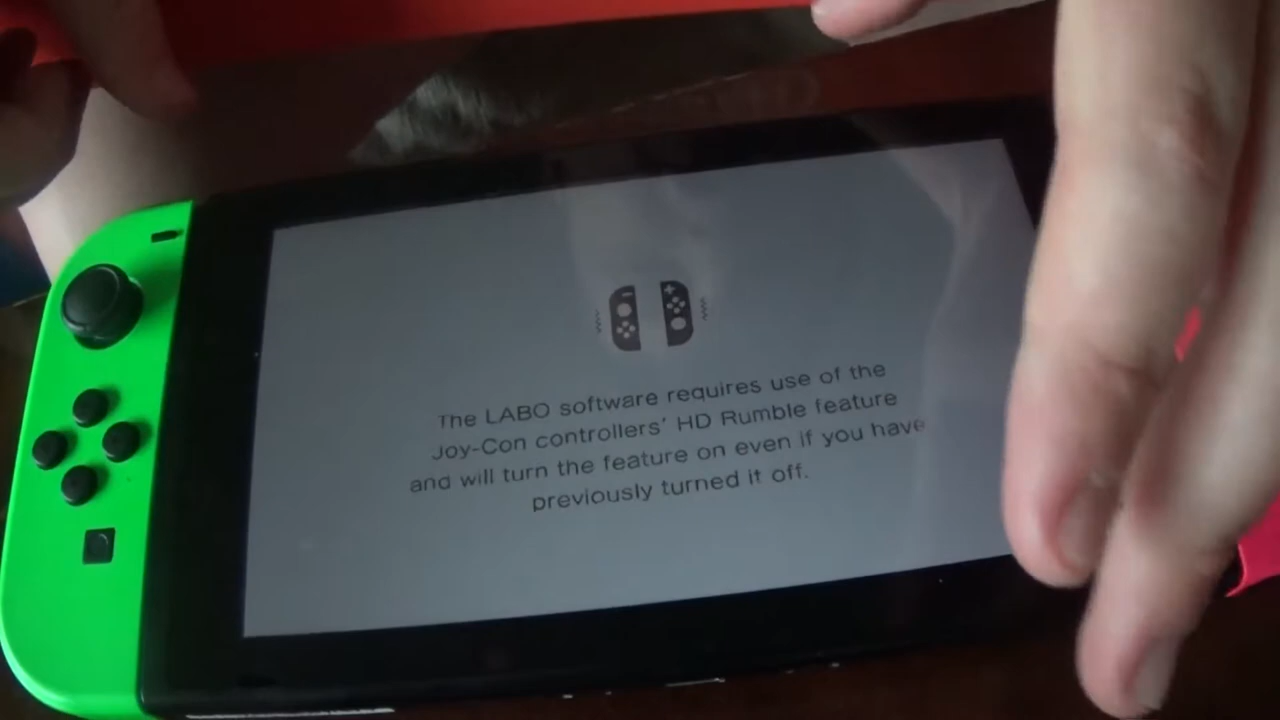 The LABO software requires use of the
Joy-Con controllers' HD Rumble feature
and will turn the feature on even if you have
previously turned it off.